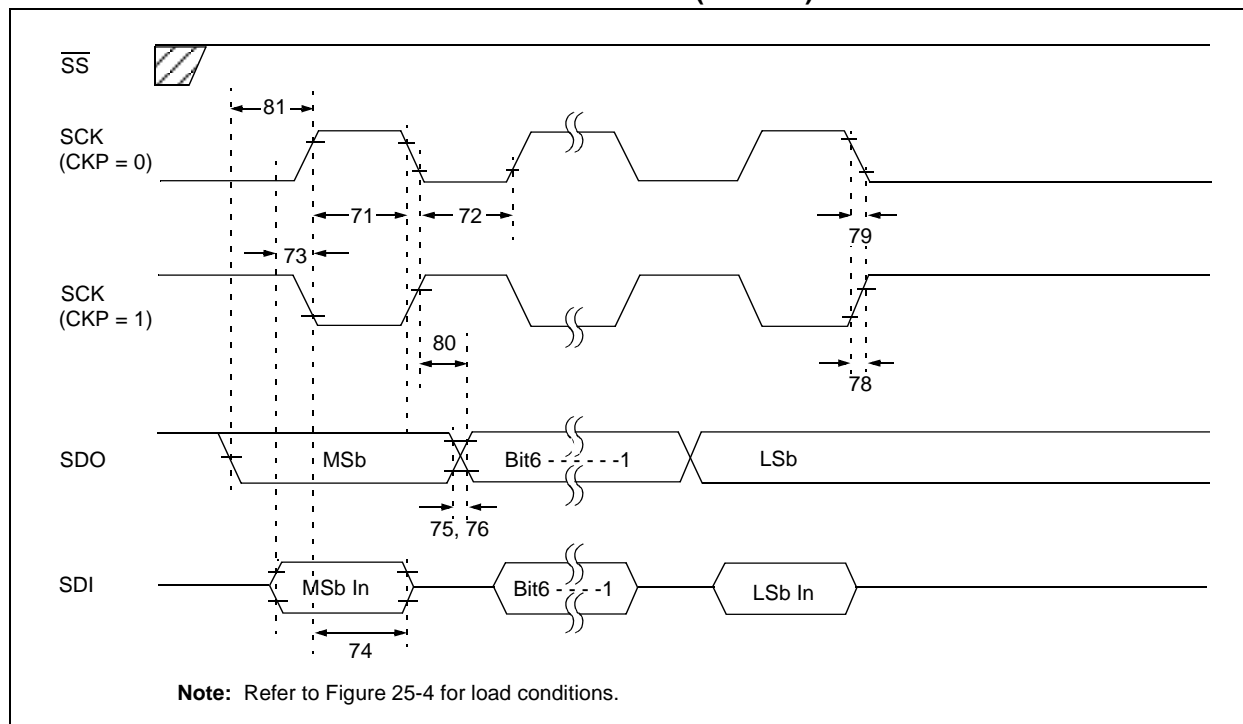 SS
81
SCK
(CKP = 0)
71
72
79
73
SCK
(CKP = 1)
80
78
SDO
MSb
Bit6 - - - - - -1
LSb
75, 76
SDI
MSb In
Bit6 - - - -1
LSb In
74
Note: Refer to Figure 25-4 for load conditions.